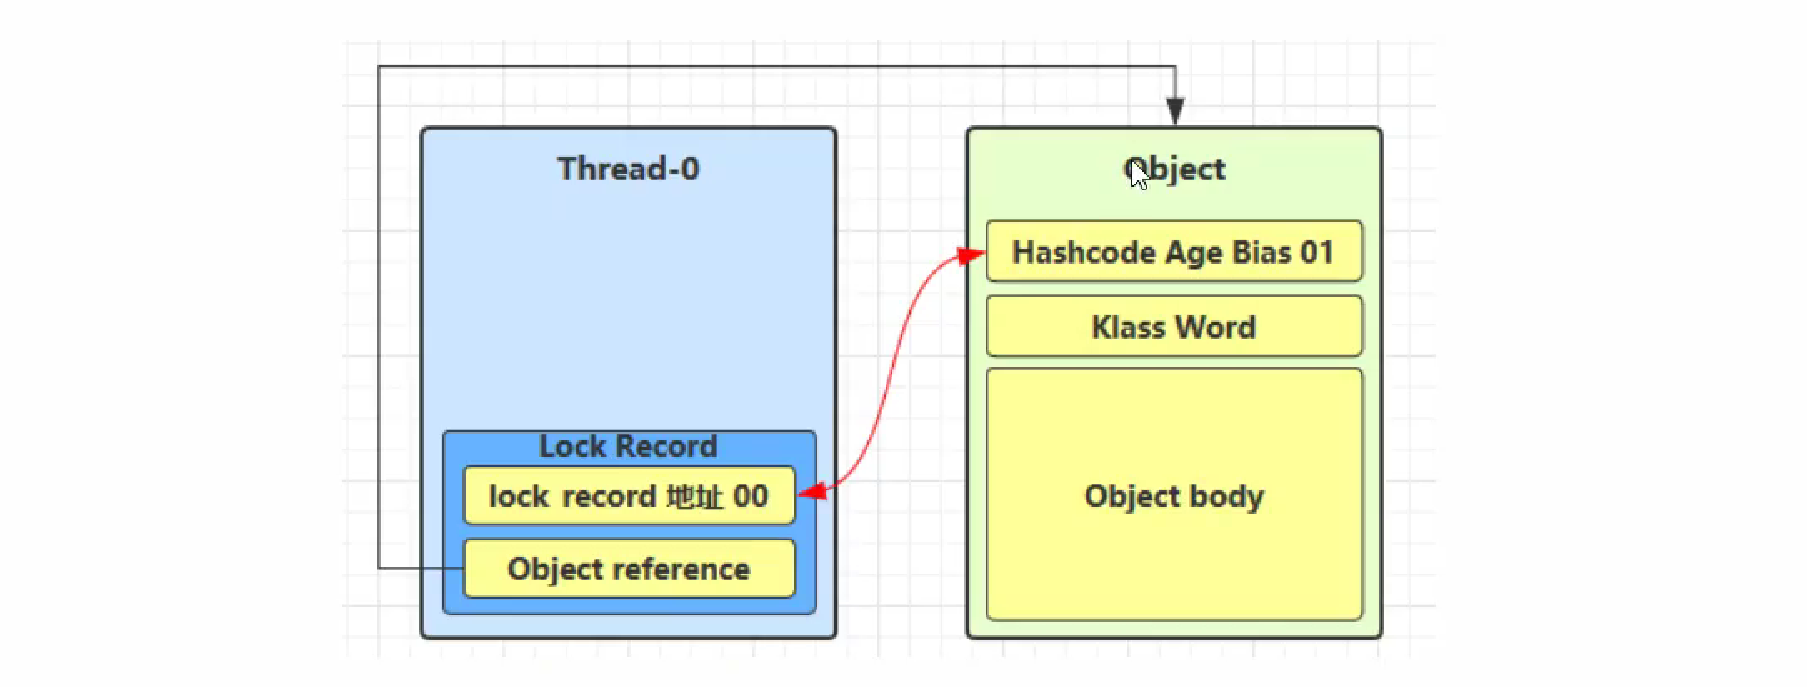 Thread-0
Lock Record
lock record 地址 00
Object reference
Object
Hashcode Age Bias 01
Klass Word
Object body